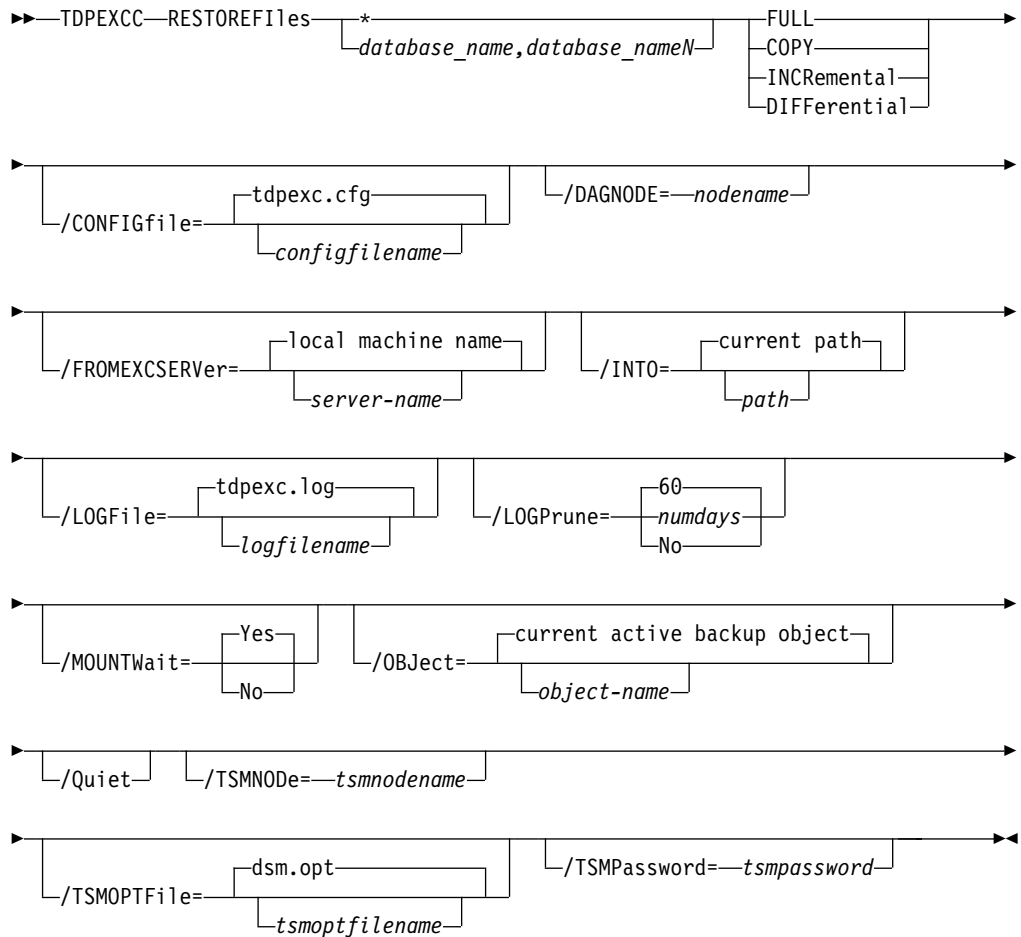 TDPEXCC RESTOREFIles * FULL
database_name,database_nameN COPY
INCRemental
DIFFerential
/CONFIGfile= tdpexc.cfg
configfilename
/DAGNODE= nodename
/FROMEXCSERVer= local machine name
server-name
/INTO= current path
path
/LOGFile= tdpexc.log
logfilename
/LOGPrune= 60
numdays
No
/MOUNTWait= Yes
No
/OBJect= current active backup object
object-name
/Quiet /TSMNODe= tsmnodename
/TSMOPTFile= dsm.opt
tsmoptfilename
/TSMPassword= tsmpassword